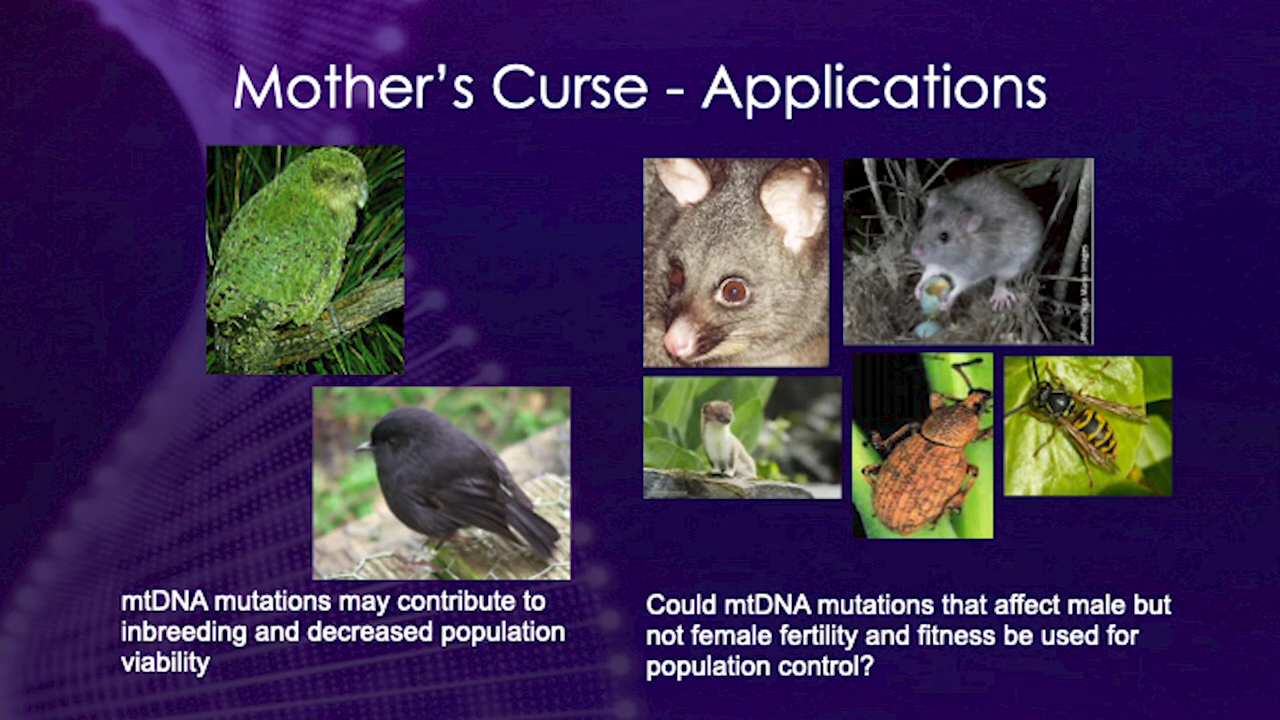 Mother's Curse - Applications
mtDNA mutations may contribute to
inbreeding and decreased population
viability
Could mtDNA mutations that affect male but
not female fertility and fitness be used for
population control?